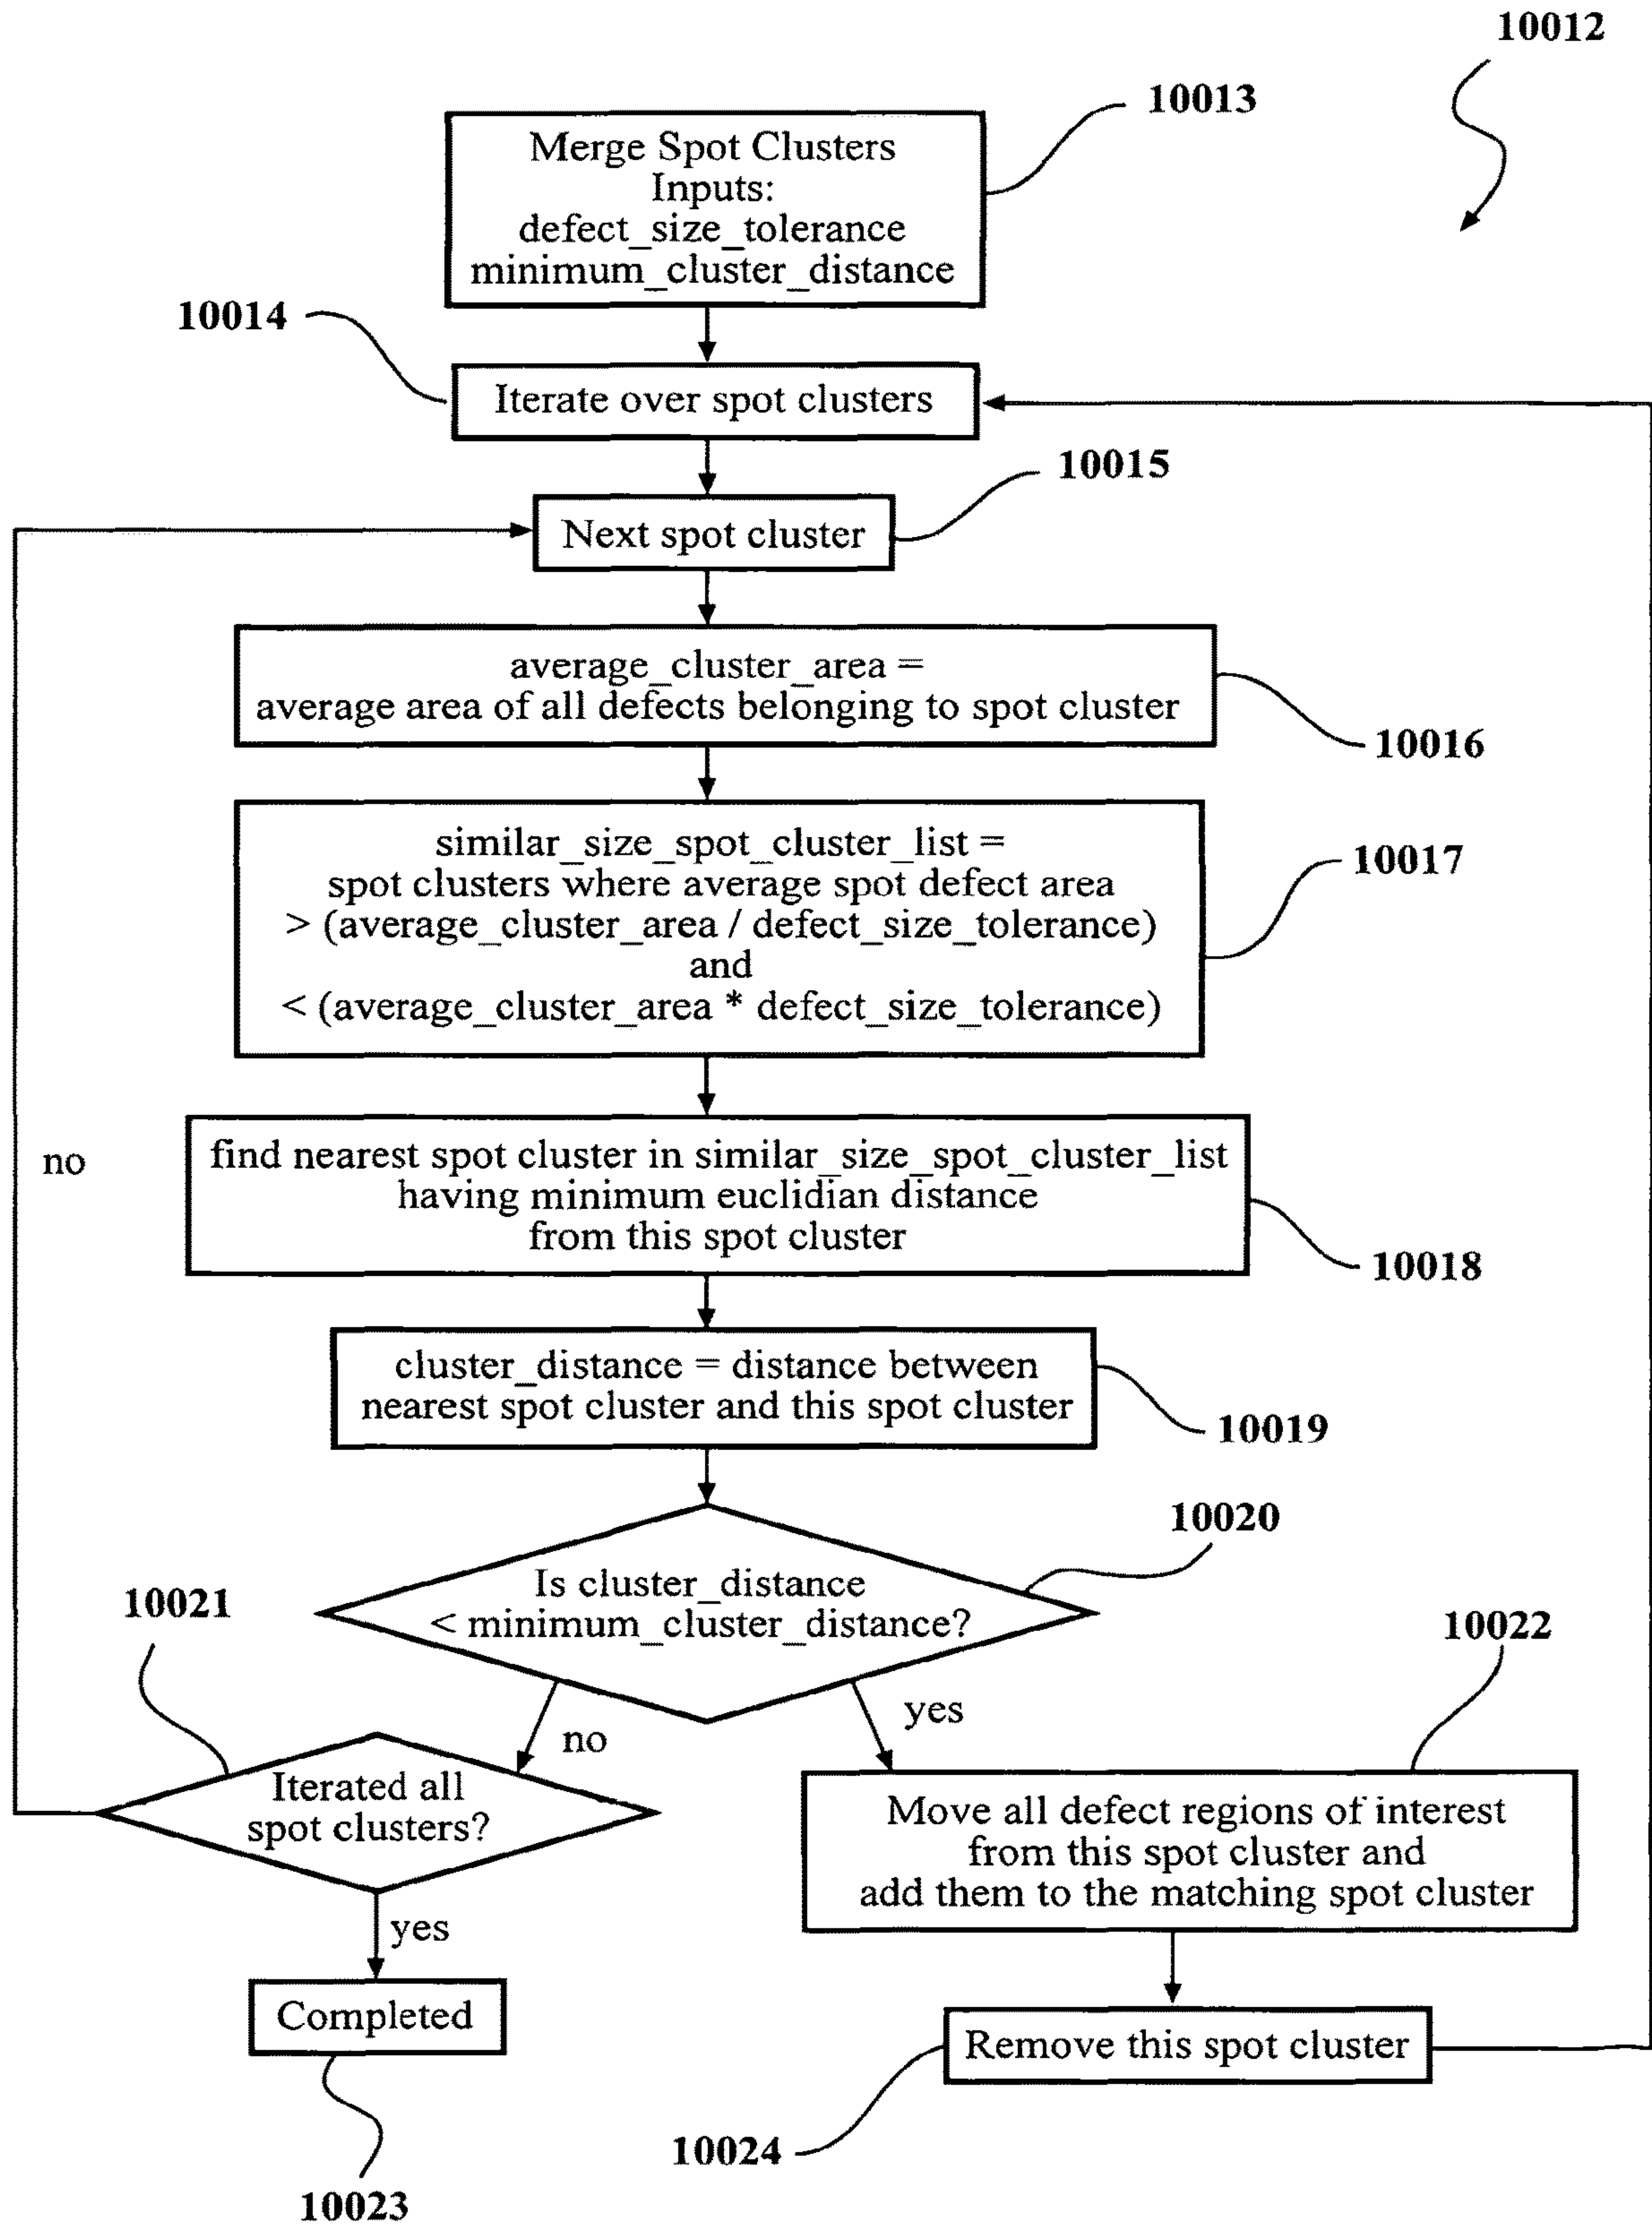 10012
10013
Merge Spot Clusters
Inputs:
defect_size_tolerance
minimum_cluster_distance
10014
Iterate over spot clusters
10015
Next spot cluster
average_cluster_area =
average area of all defects belonging to spot cluster
10016
similar_size_spot_cluster_list =
spot clusters where average spot defect area
> (average_cluster_area / defect_size_tolerance)
and
< (average_cluster_area * defect_size_tolerance)
10017
no
find nearest spot cluster in similar_size_spot_cluster_list
having minimum euclidian distance
from this spot cluster
10018
cluster_distance = distance between
nearest spot cluster and this spot cluster
10019
10020
Is cluster_distance
< minimum_cluster_distance?
10021
10022
yes
no
Iterated all
spot clusters?
Move all defect regions of interest
from this spot cluster and
add them to the matching spot cluster
yes
Completed
Remove this spot cluster
10024
10023